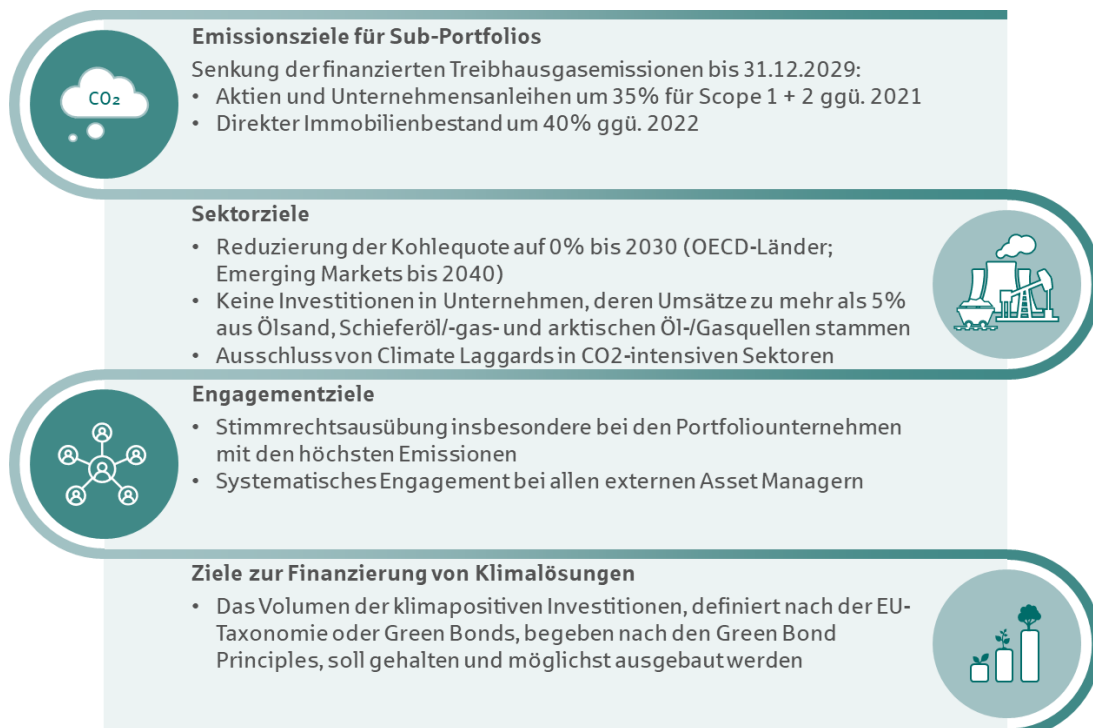 Emissionsziele für Sub-Portfolios
Senkung der finanzierten Treibhausgasemissionen bis 31.12.2029:
• Aktien und Unternehmensanleihen um 35% für Scope 1 + 2 ggü. 2021
• Direkter Immobilienbestand um 40% ggü. 2022
CO2
Sektorziele
• Reduzierung der Kohlequote auf 0% bis 2030 (OECD-Länder;
Emerging Markets bis 2040)
• Keine Investitionen in Unternehmen, deren Umsätze zu mehr als 5%
aus Ölsand, Schieferöl/-gas- und arktischen Öl-/Gasquellen stammen
• Ausschluss von Climate Laggards in CO2-intensiven Sektoren
Engagementziele
• Stimmrechtsausübung insbesondere bei den Portfoliounternehmen
mit den höchsten Emissionen
• Systematisches Engagement bei allen externen Asset Managern
Ziele zur Finanzierung von Klimalösungen
• Das Volumen der klimapositiven Investitionen, definiert nach der EU-
Taxonomie oder Green Bonds, begeben nach den Green Bond
Principles, soll gehalten und möglichst ausgebaut werden